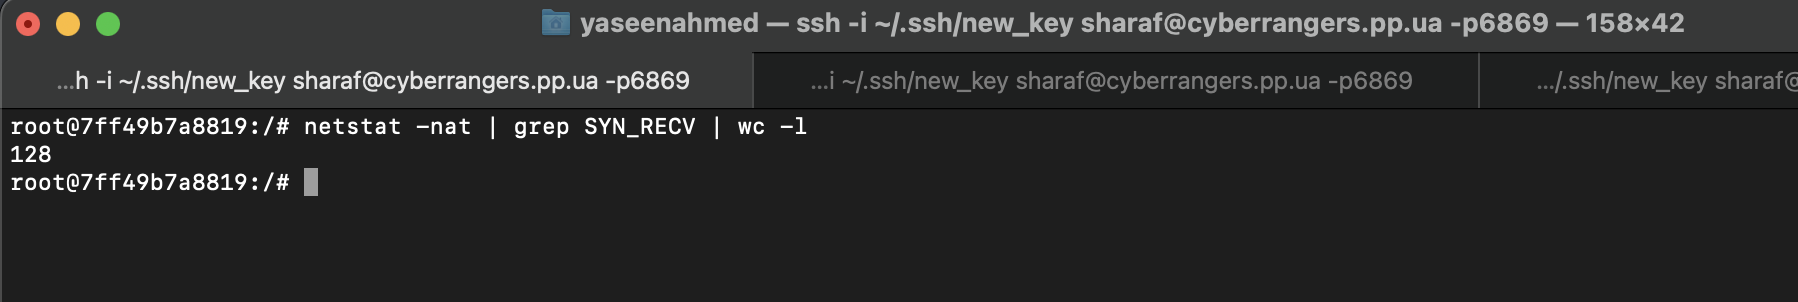 yaseenahmed — ssh -i ~/.ssh/new_key sharaf@cyberrangers.pp.ua -p6869 — 158×42
...h -i ~/.ssh/new_key sharaf@cyberrangers.pp.ua -p6869
...i ~/.ssh/new_key sharaf@cyberrangers.pp.ua -p6869
.../.ssh/new_key sharaf@
root@7ff49b7a8819:/# netstat -nat | grep SYN_RECV | wc -l
128
root@7ff49b7a8819:/#